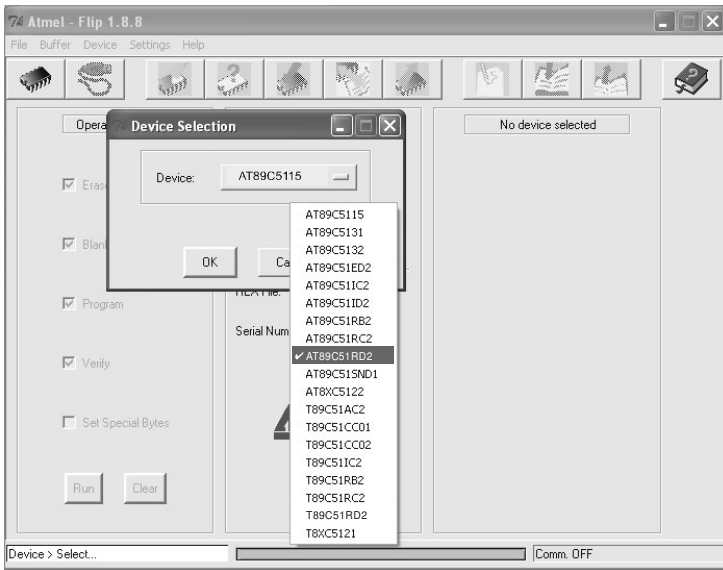 Atmel - Flip 1.8.8
File Buffer Device Settings Help
Device Selection
No device selected
Device: AT89C5115
OK
AT89C5115
AT89C5131
AT89C5132
AT89C51ED2
AT89C51IC2
AT89C51ID2
AT89C51RB2
AT89C51RC2
AT89C51RD2
AT89C51SND1
AT8XC5122
T89C51AC2
T89C51CC01
T89C51CC02
T89C51IC2
T89C51RB2
T89C51RC2
T89C51RD2
T8XC5121
Program
Verify
Set Special Bytes
Run Clear
Device > Select...
Comm. OFF